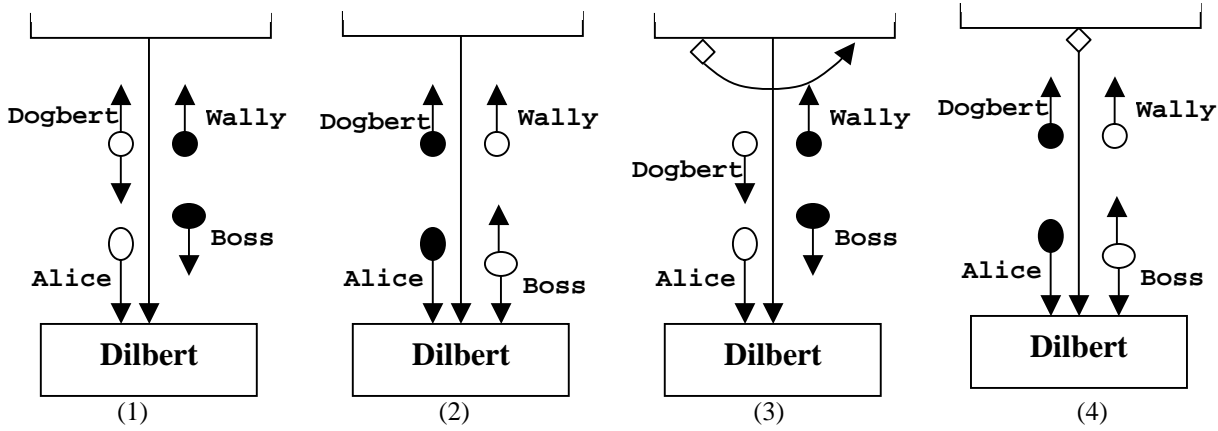 Dogbert
Wally
Alice
Boss
Dilbert
(1)
Dogbert
Wally
Alice
Boss
Dilbert
(2)
Wally
Dogbert
Alice
Boss
Dilbert
(3)
Dogbert
Wally
Alice
Boss
Dilbert
(4)